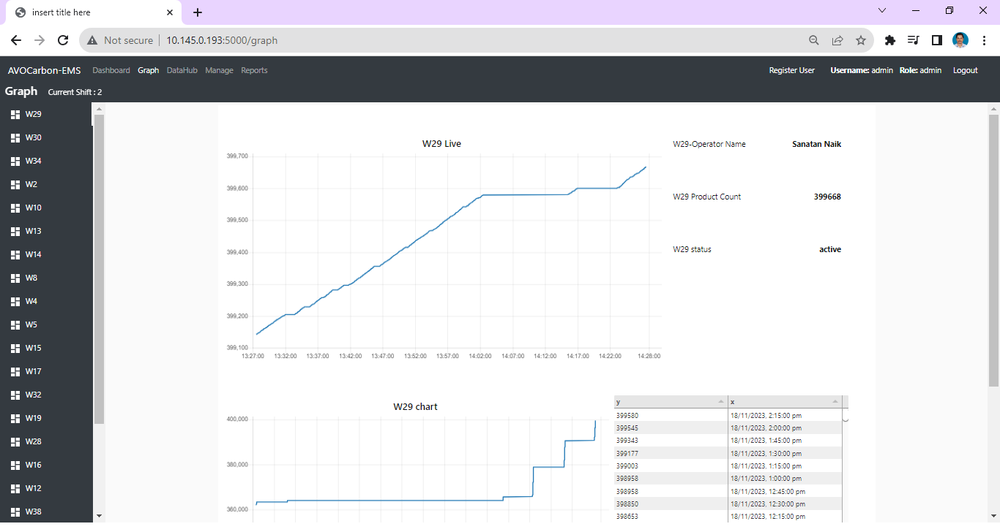 insert title here
Not secure 10.145.0.193:5000/graph
AVOCarbon-EMS Dashboard Graph DataHub Manage Reports Register User Username: admin Role: admin Logout
Graph Current Shift : 2
W29
W30
W34
W2
W10
W13
W14
W8
W4
W5
W15
W17
W32
W19
W28
W16
W12
W38
W29 Live
399,700
399,600
399,500
399,400
399,300
399,200
399,100
13:27:00 13:32:00 13:37:00 13:42:00 13:47:00 13:52:00 13:57:00 14:02:00 14:07:00 14:12:00 14:17:00 14:22:00 14:28:00
W29-Operator Name Sanatan Naik
W29 Product Count 399668
W29 status active
W29 chart
400,000
380,000
360,000
y x
399580 18/11/2023, 2:15:00 pm
399545 18/11/2023, 2:00:00 pm
399343 18/11/2023, 1:45:00 pm
399177 18/11/2023, 1:30:00 pm
399003 18/11/2023, 1:15:00 pm
398958 18/11/2023, 1:00:00 pm
398958 18/11/2023, 12:45:00 pm
398850 18/11/2023, 12:30:00 pm
398653 18/11/2023, 12:15:00 pm